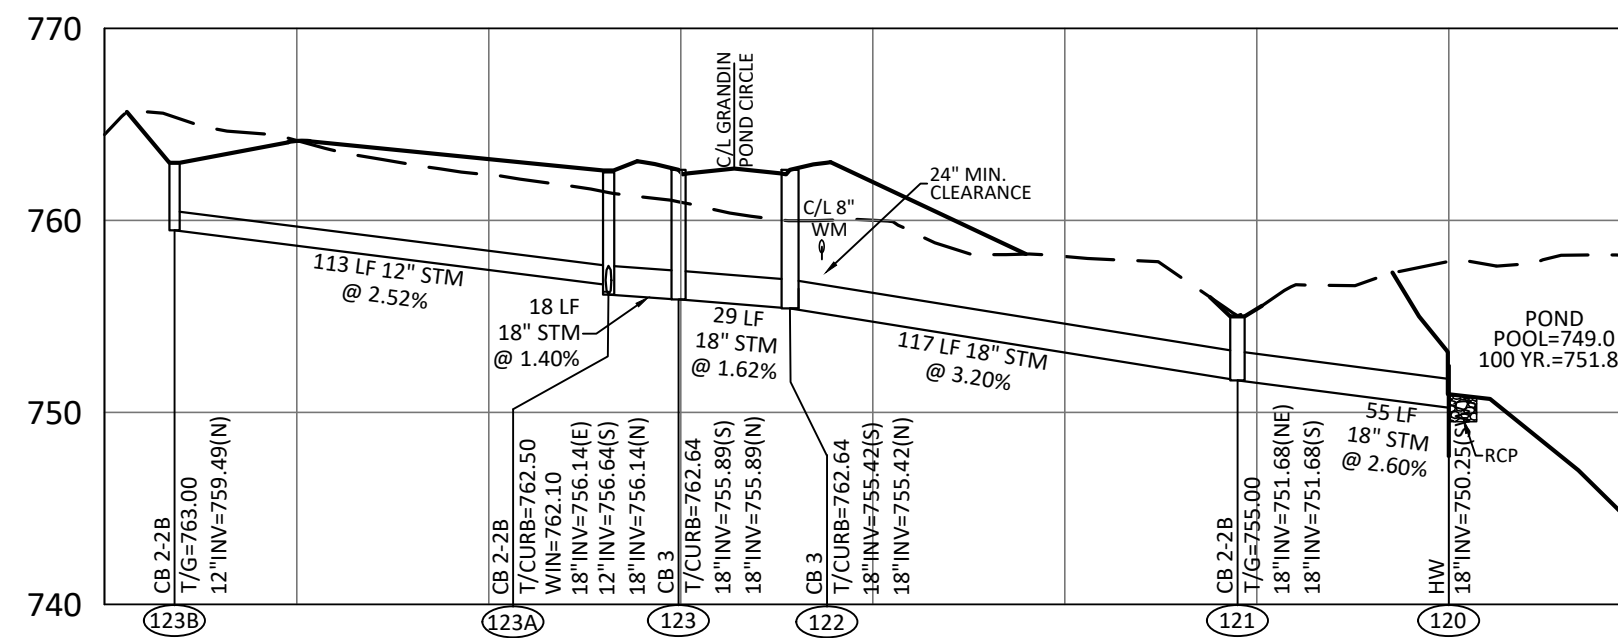 770
760
750
740
C/L GRANDIN
POND CIRCLE
24" MIN.
CLEARANCE
C/L 8"
WM
113 LF 12" STM
@ 2.52%
18 LF
18" STM
@ 1.40%
29 LF
18" STM
@ 1.62%
117 LF 18" STM
@ 3.20%
55 LF
18" STM
@ 2.60%
POND
POOL=749.0
100 YR.=751.8
RCP
CB 2-2B
T/G=763.00
12"INV=759.49(N)
CB 2-2B
T/CURB=762.50
WIN=762.10
18"INV=756.14(E)
12"INV=756.64(S)
18"INV=756.14(N)
CB 3
T/CURB=762.64
18"INV=755.89(S)
18"INV=755.89(N)
CB 3
T/CURB=762.64
18"INV=755.42(S)
18"INV=755.42(N)
CB 2-2B
T/G=755.00
18"INV=751.68(NE)
18"INV=751.68(S)
HW
18"INV=750.25(SW)
123B
123A
123
122
121
120